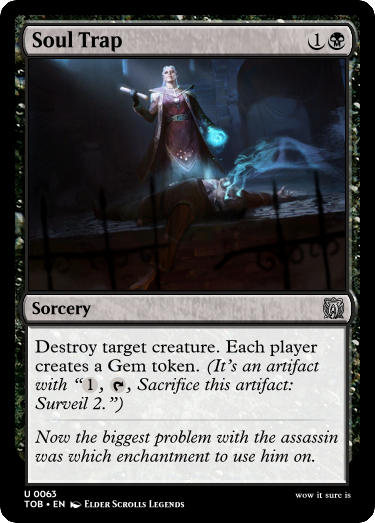 Soul Trap 1
Sorcery
Destroy target creature. Each player
creates a Gem token. (It's an artifact
with “1, , Sacrifice this artifact:
Surveil 2.”)
Now the biggest problem with the assassin
was which enchantment to use him on.
U 0063
TOB • EN Elder Scrolls Legends
wow it sure is